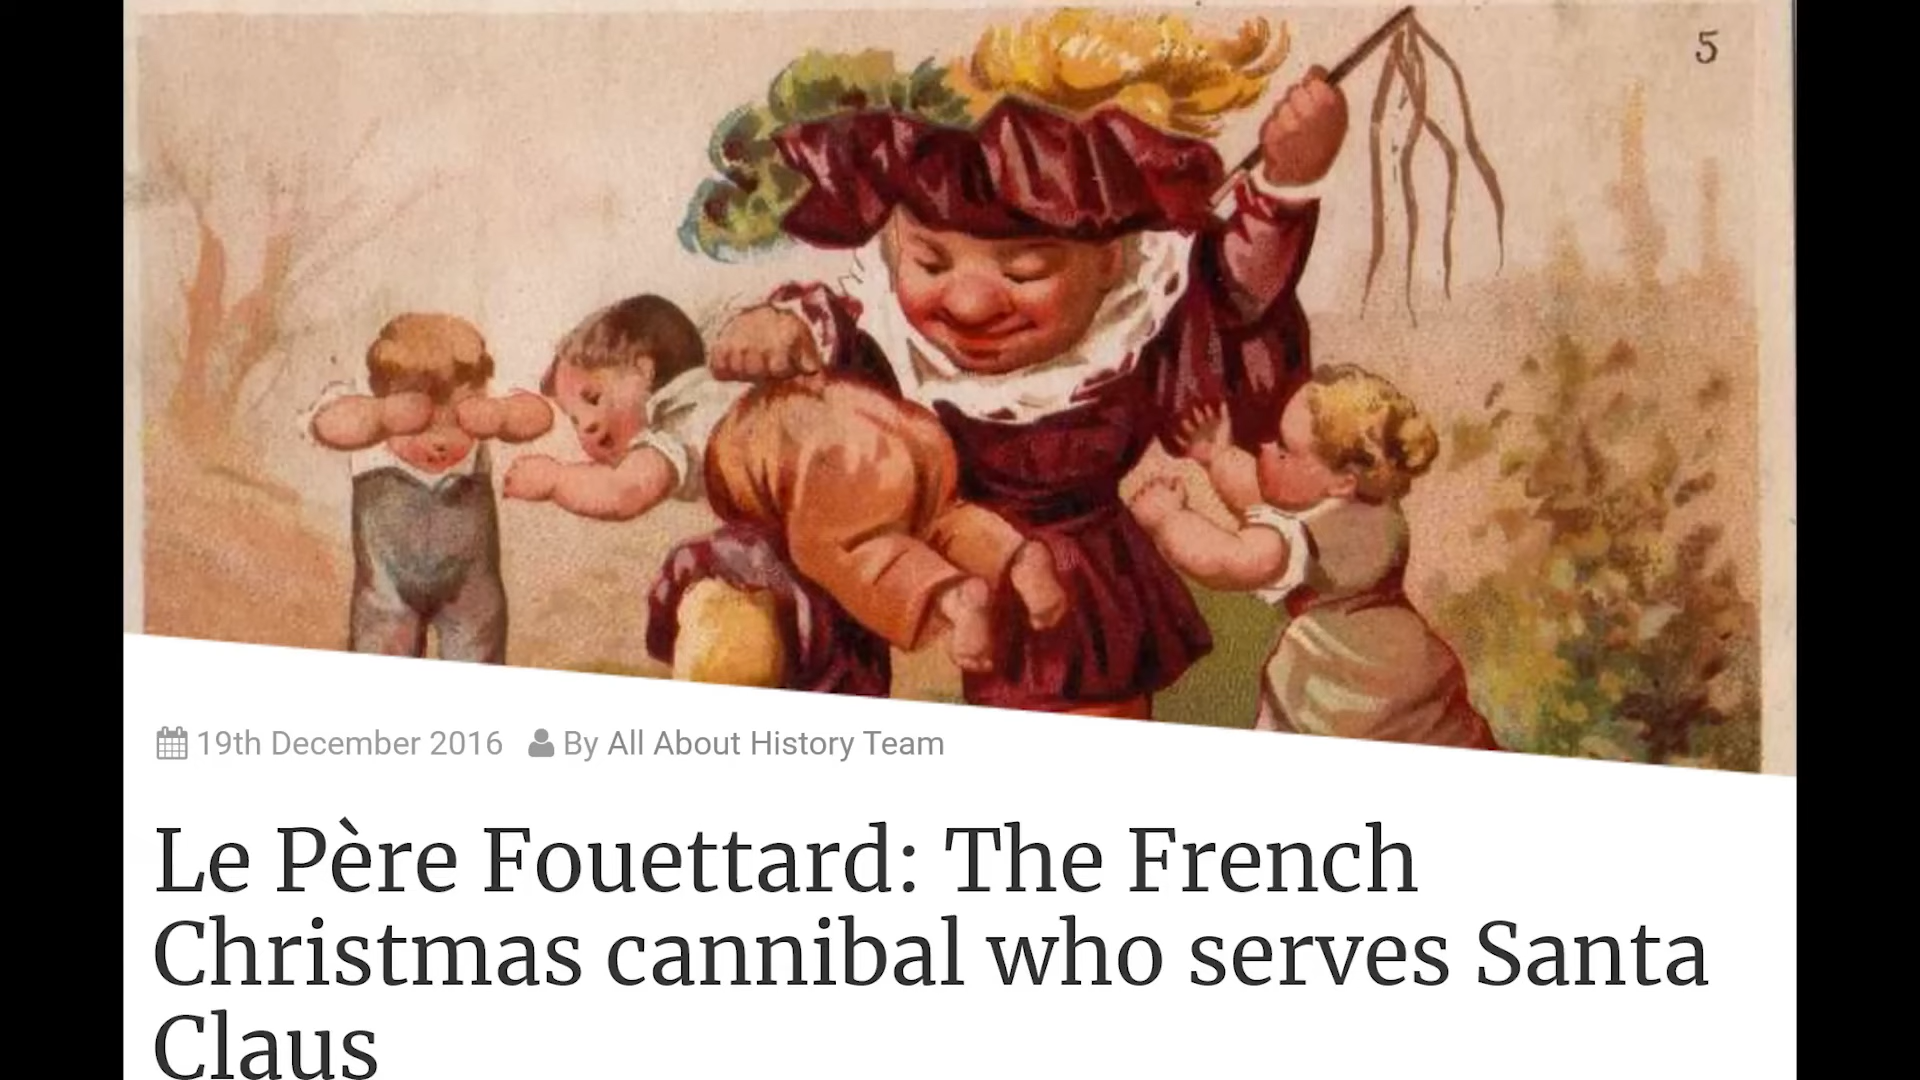 5
19th December 2016 By All About History Team
Le Père Fouettard: The French
Christmas cannibal who serves Santa
Claus